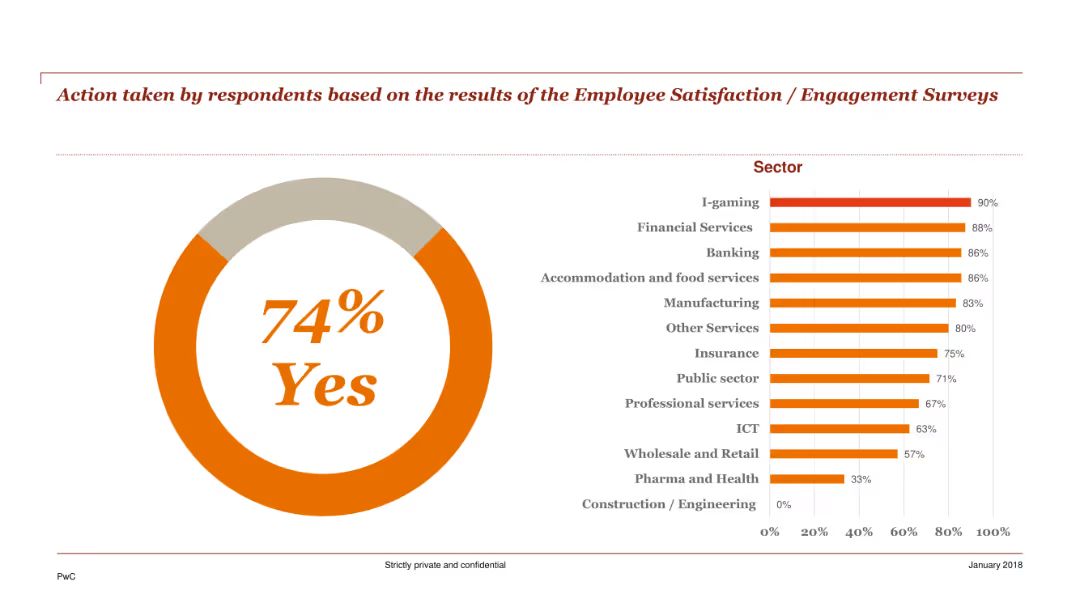 Action taken by respondents based on the results of the Employee Satisfaction / Engagement Surveys
74%
Yes
Sector
I-gaming 90%
Financial Services 88%
Banking 86%
Accommodation and food services 86%
Manufacturing 83%
Other Services 80%
Insurance 75%
Public sector 71%
Professional services 67%
ICT 63%
Wholesale and Retail 57%
Pharma and Health 33%
Construction / Engineering 0%
0% 20% 40% 60% 80% 100%
Strictly private and confidential January 2018
PwC